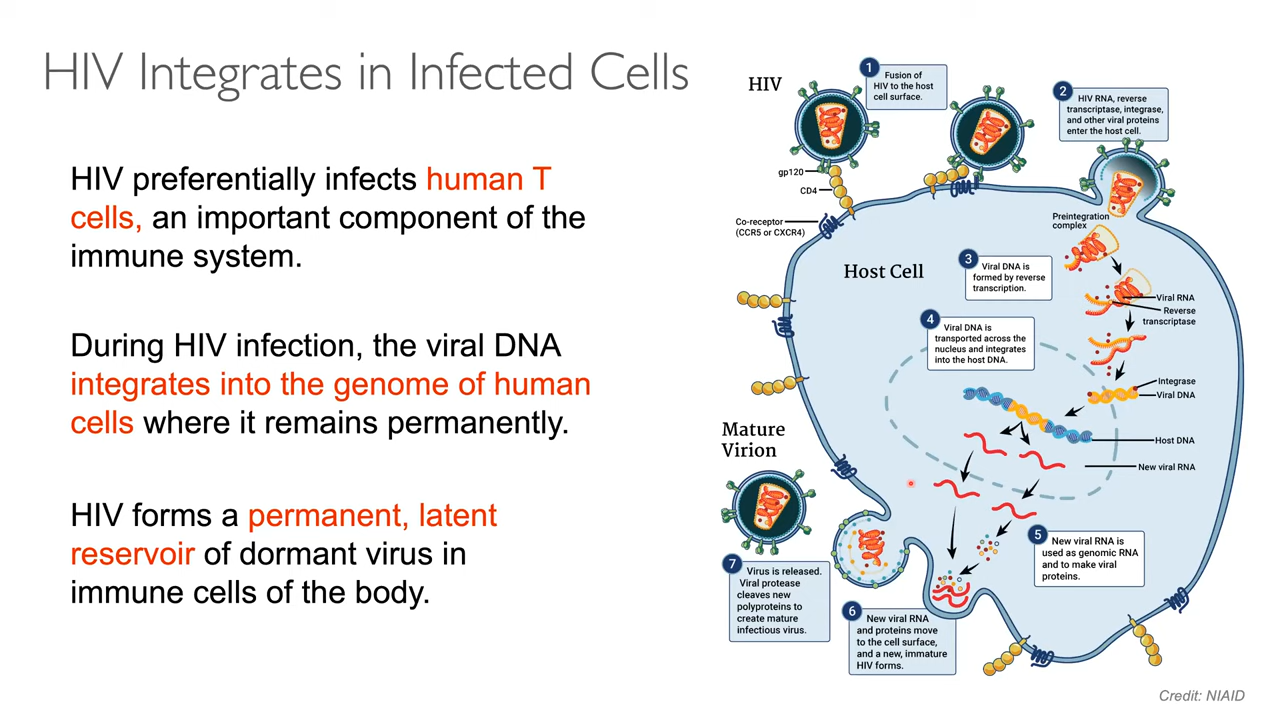 HIV Integrates in Infected Cells
HIV preferentially infects human T
cells, an important component of the
immune system.
During HIV infection, the viral DNA
integrates into the genome of human
cells where it remains permanently.
HIV forms a permanent, latent
reservoir of dormant virus in
immune cells of the body.
HIV
1
Fusion of
HIV to the host
cell surface.
2
HIV RNA, reverse
transcriptase, integrase,
and other viral proteins
enter the host cell.
gp120
CD4
Co-receptor
(CCR5 or CXCR4)
Preintegration
complex
Host Cell
3
Viral DNA is
formed by reverse
transcription.
Viral RNA
Reverse
transcriptase
4
Viral DNA is
transported across the
nucleus and integrates
into the host DNA.
Integrase
Viral DNA
Host DNA
New viral RNA
Mature
Virion
5
New viral RNA is
used as genomic RNA
and to make viral
proteins.
6
New viral RNA
and proteins move
to the cell surface,
and a new, immature
HIV forms.
7
Virus is released.
Viral protease
cleaves new
polyproteins to
create mature
infectious virus.
Credit: NIAID